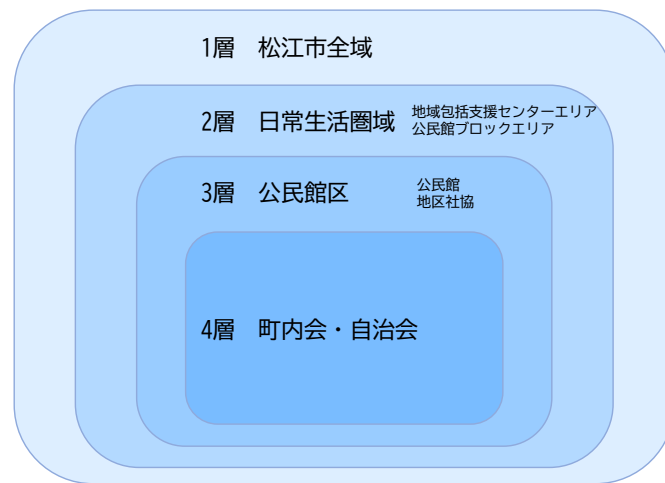 1層　松江市全域
2層　日常生活圏域
地域包括支援センターエリア
公民館ブロックエリア
3層　公民館区
公民館
地区社協
4層　町内会・自治会